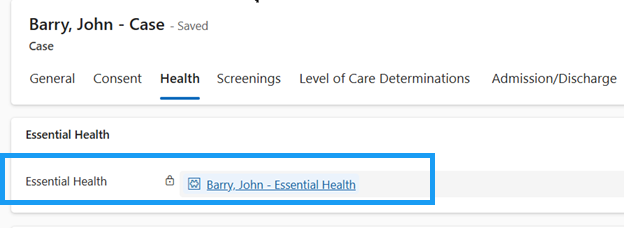 Barry, John - Case - Saved
Case
General Consent Health Screenings Level of Care Determinations Admission/Discharge
Essential Health
Essential Health Barry, John - Essential Health